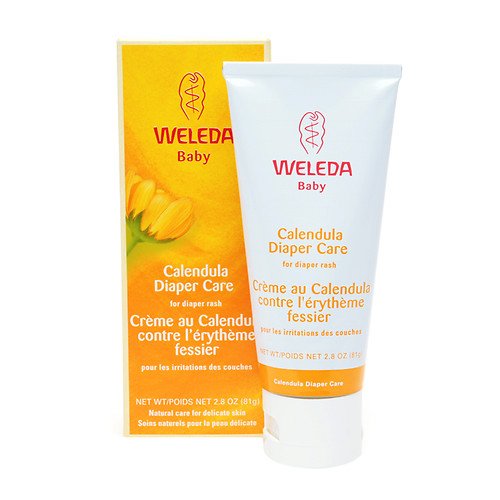 WELEDA
Baby
Calendula
Diaper Care
for diaper rash
Crème au Calendula
contre l'érythème
fessier
pour les irritations des couches
NET WT/POIDS NET 2.8 OZ (81g)
Natural care for delicate skin
Soins naturels pour la peau délicate
WELEDA
Baby
Calendula
Diaper Care
for diaper rash
Crème au Calendula
contre l'érythème
fessier
pour les irritations des couches
NET WT/POIDS NET 2.8 OZ (81g)
Calendula Diaper Care